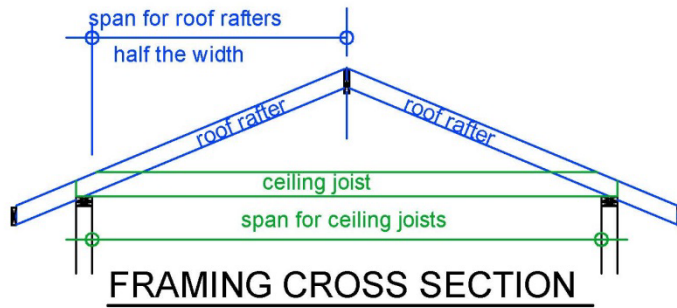 span for roof rafters
half the width
roof rafter
roof rafter
ceiling joist
span for ceiling joists
FRAMING CROSS SECTION